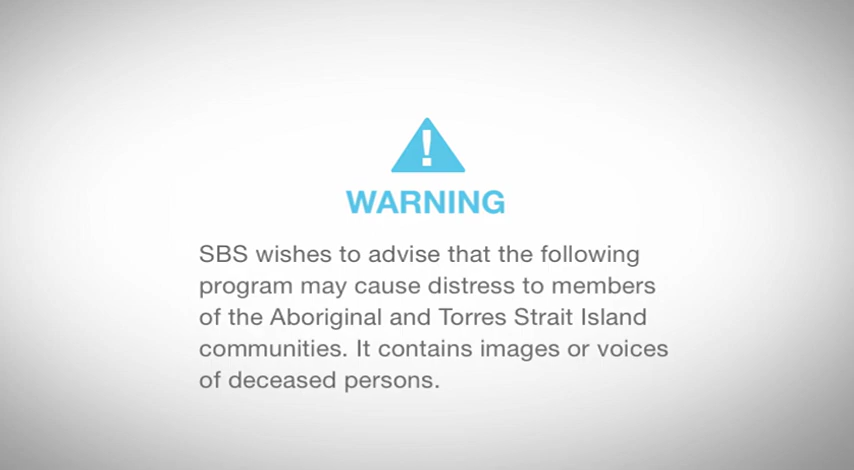 WARNING
SBS wishes to advise that the following
program may cause distress to members
of the Aboriginal and Torres Strait Island
communities. It contains images or voices
of deceased persons.